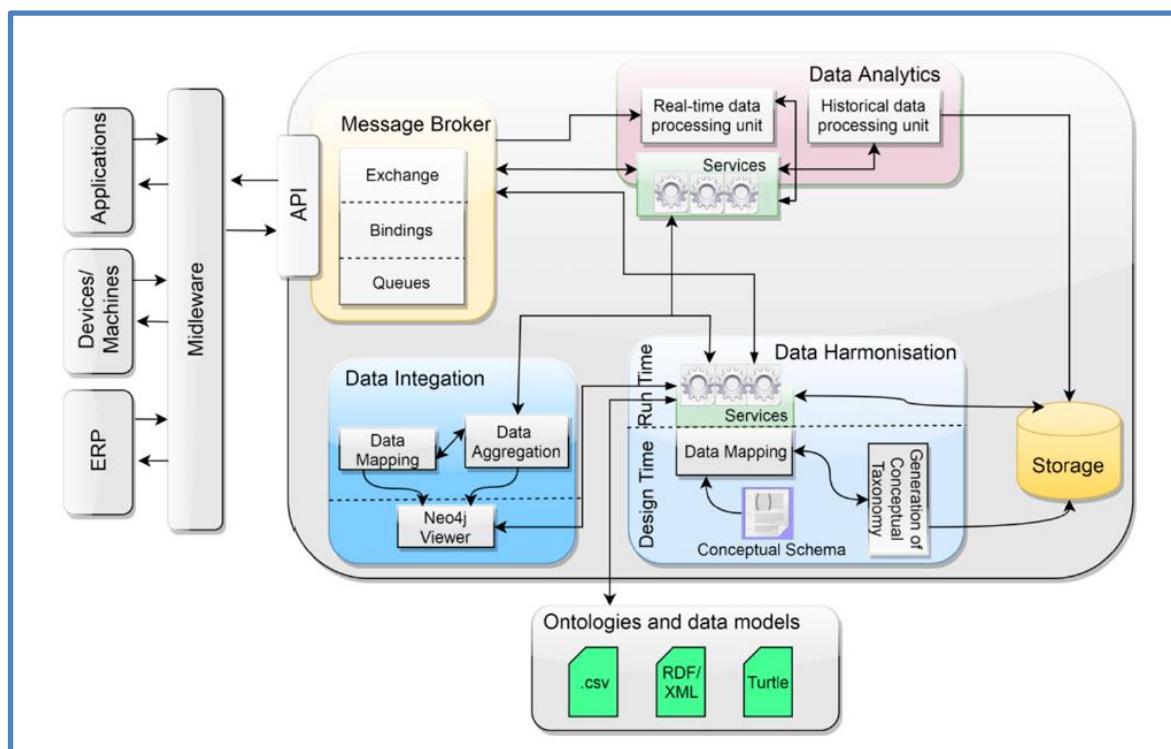 Applications
Devices/
Machines
ERP
Midleware
API
Message Broker
Exchange
Bindings
Queues
Data Analytics
Real-time data
processing unit
Historical data
processing unit
Services
Data Integation
Data
Mapping
Data
Aggregation
Neo4j
Viewer
Data Harmonisation
Run Time
Design Time
Services
Data Mapping
Conceptual Schema
Generation of
Conceptual
Taxonomy
Storage
Ontologies and data models
.csv
RDF/
XML
Turtle